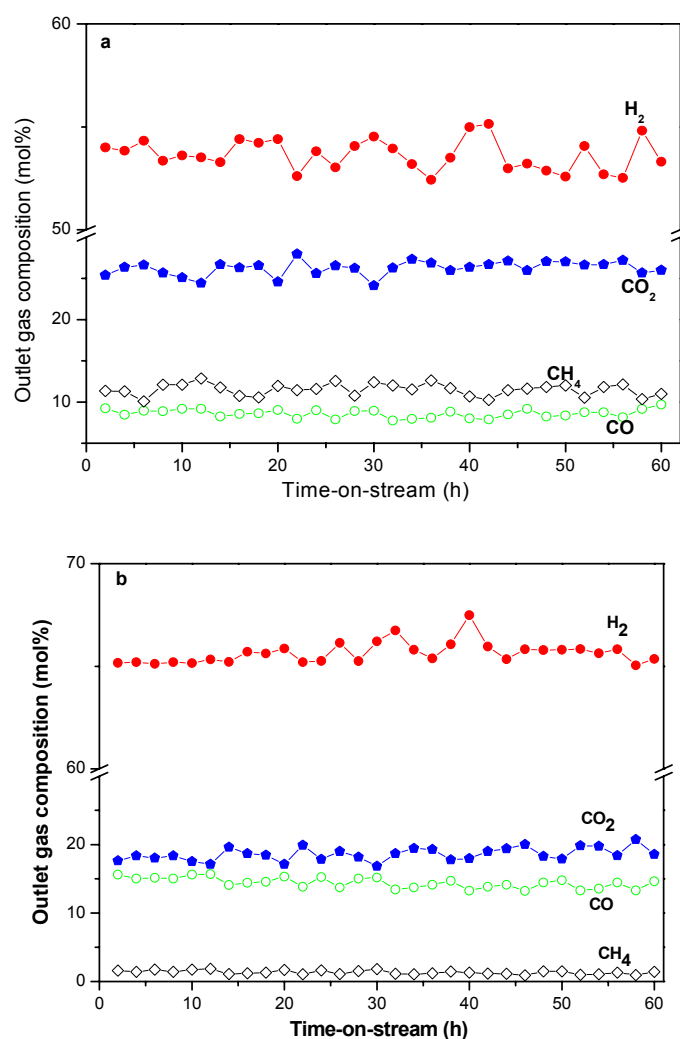 60
a
H2
50
CO2
20
CH4
10
CO
0 10 20 30 40 50 60
Time-on-stream (h)
Outlet gas composition (mol%)
70
b
H2
60
CO2
20
CO
10
CH4
0
0 10 20 30 40 50 60
Time-on-stream (h)
Outlet gas composition (mol%)